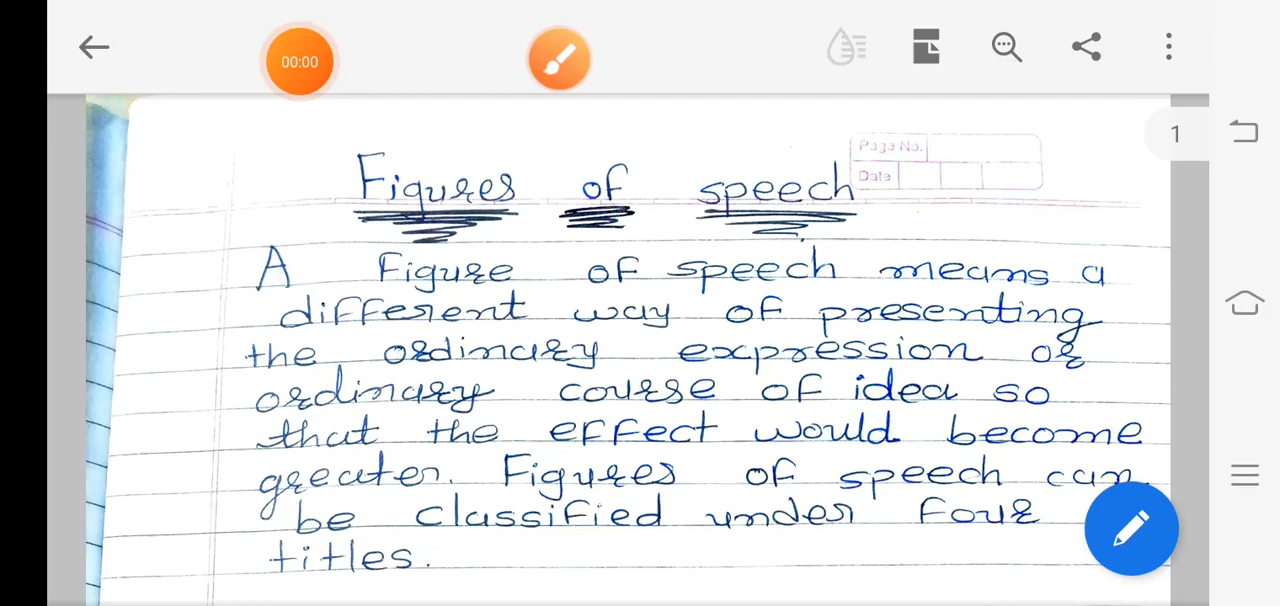 00:00
1
Page No.
Date
Figures of speech
A Figure of speech means a
different way of presenting
the ordinary expression or
ordinary course of idea so
that the effect would become
greater. Figures of speech can
be classified under four
titles.